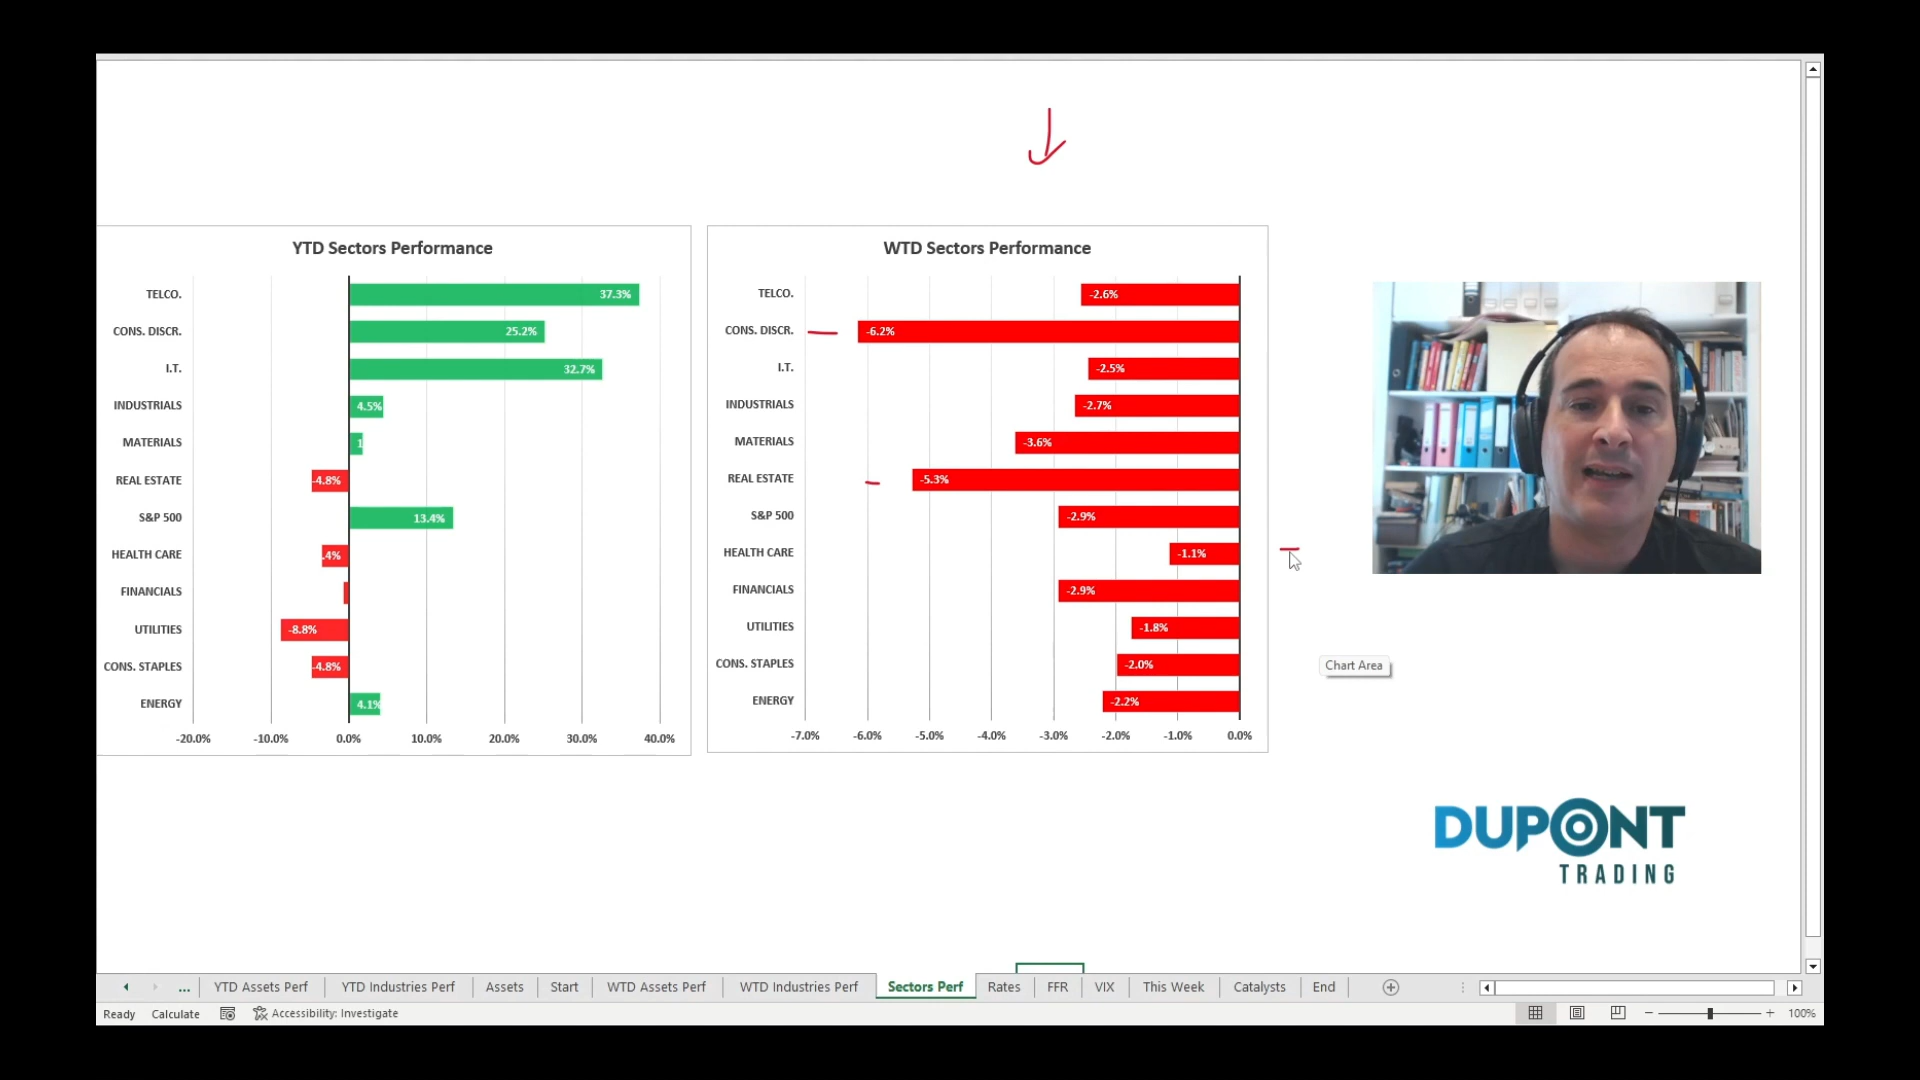 YTD Sectors Performance
TELCO. 37.3%
CONS. DISCR. 25.2%
I.T. 32.7%
INDUSTRIALS 4.5%
MATERIALS 1
REAL ESTATE -4.8%
S&P 500 13.4%
HEALTH CARE .4%
FINANCIALS
UTILITIES -8.8%
CONS. STAPLES -4.8%
ENERGY 4.1%
-20.0% -10.0% 0.0% 10.0% 20.0% 30.0% 40.0%
WTD Sectors Performance
TELCO. -2.6%
CONS. DISCR. -6.2%
I.T. -2.5%
INDUSTRIALS -2.7%
MATERIALS -3.6%
REAL ESTATE -5.3%
S&P 500 -2.9%
HEALTH CARE -1.1%
FINANCIALS -2.9%
UTILITIES -1.8%
CONS. STAPLES -2.0%
ENERGY -2.2%
-7.0% -6.0% -5.0% -4.0% -3.0% -2.0% -1.0% 0.0%
Chart Area
DUPONT
TRADING
... YTD Assets Perf YTD Industries Perf Assets Start WTD Assets Perf WTD Industries Perf Sectors Perf Rates FFR VIX This Week Catalysts End
Ready Calculate Accessibility: Investigate 100%